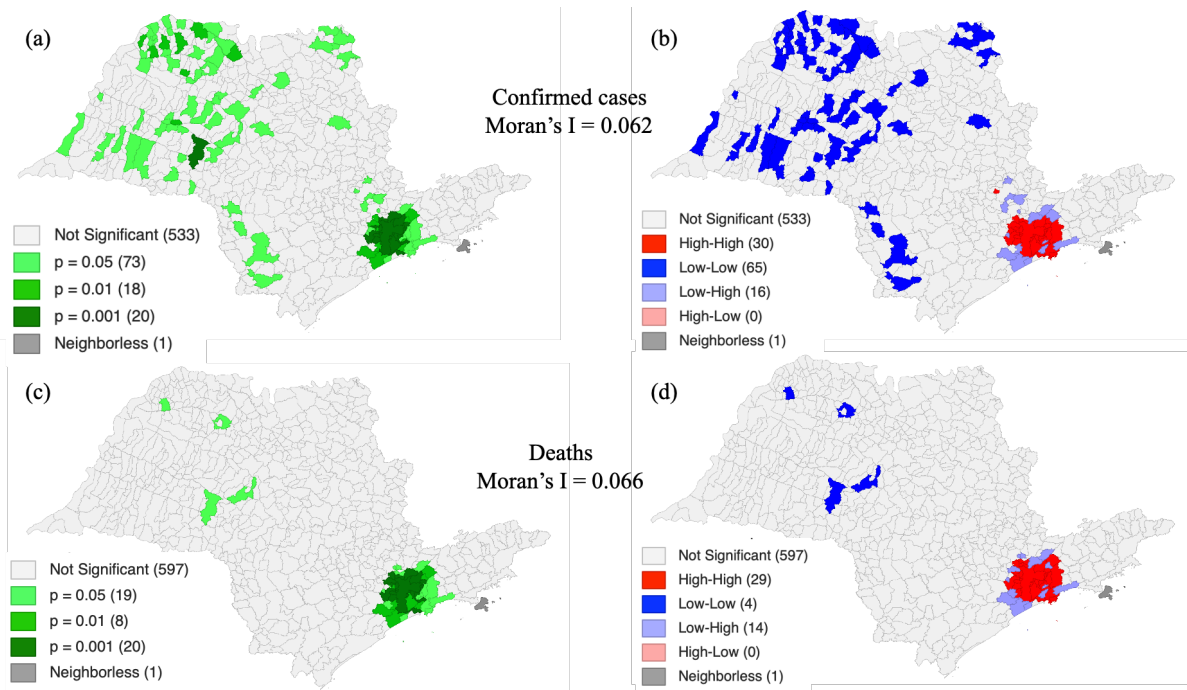 (a)
(b)
Confirmed cases
Moran's I = 0.062
Not Significant (533)
p = 0.05 (73)
p = 0.01 (18)
p = 0.001 (20)
Neighborless (1)
Not Significant (533)
High-High (30)
Low-Low (65)
Low-High (16)
High-Low (0)
Neighborless (1)
(c)
(d)
Deaths
Moran's I = 0.066
Not Significant (597)
p = 0.05 (19)
p = 0.01 (8)
p = 0.001 (20)
Neighborless (1)
Not Significant (597)
High-High (29)
Low-Low (4)
Low-High (14)
High-Low (0)
Neighborless (1)